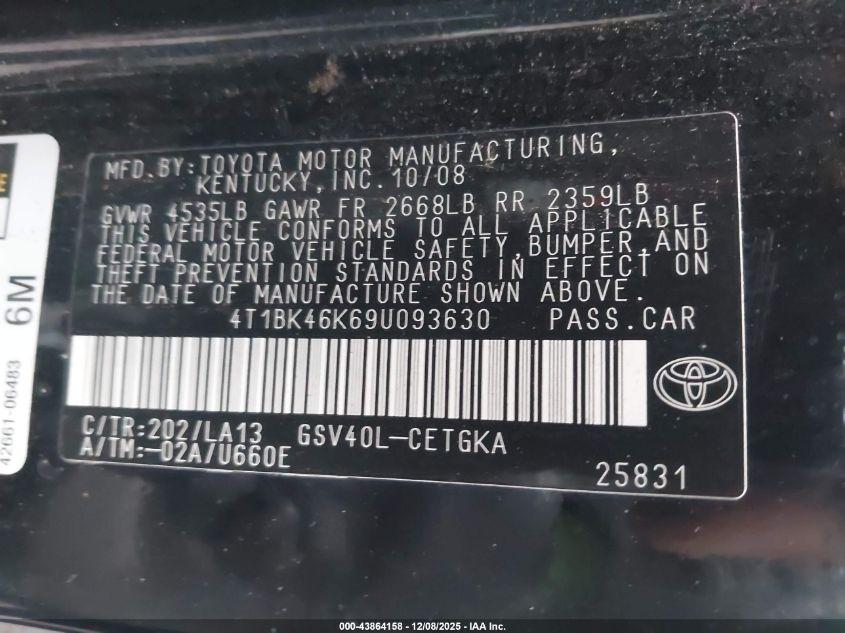 MFD.BY:TOYOTA MOTOR MANUFACTURING,
KENTUCKY,INC.10/08
GVWR 4535LB GAWR FR 2668LB RR 2359LB
THIS VEHICLE CONFORMS TO ALL APPLICABLE
FEDERAL MOTOR VEHICLE SAFETY,BUMPER,AND
THEFT PREVENTION STANDARDS IN EFFECT ON
THE DATE OF MANUFACTURE SHOWN ABOVE.
4T1BK46K69U093630 PASS.CAR
C/TR:202/LA13 GSV40L-CETGKA
A/TM:-02A/U660E
25831
6M
42661-06483
000-43864158 - 12/08/2025 - IAA Inc.